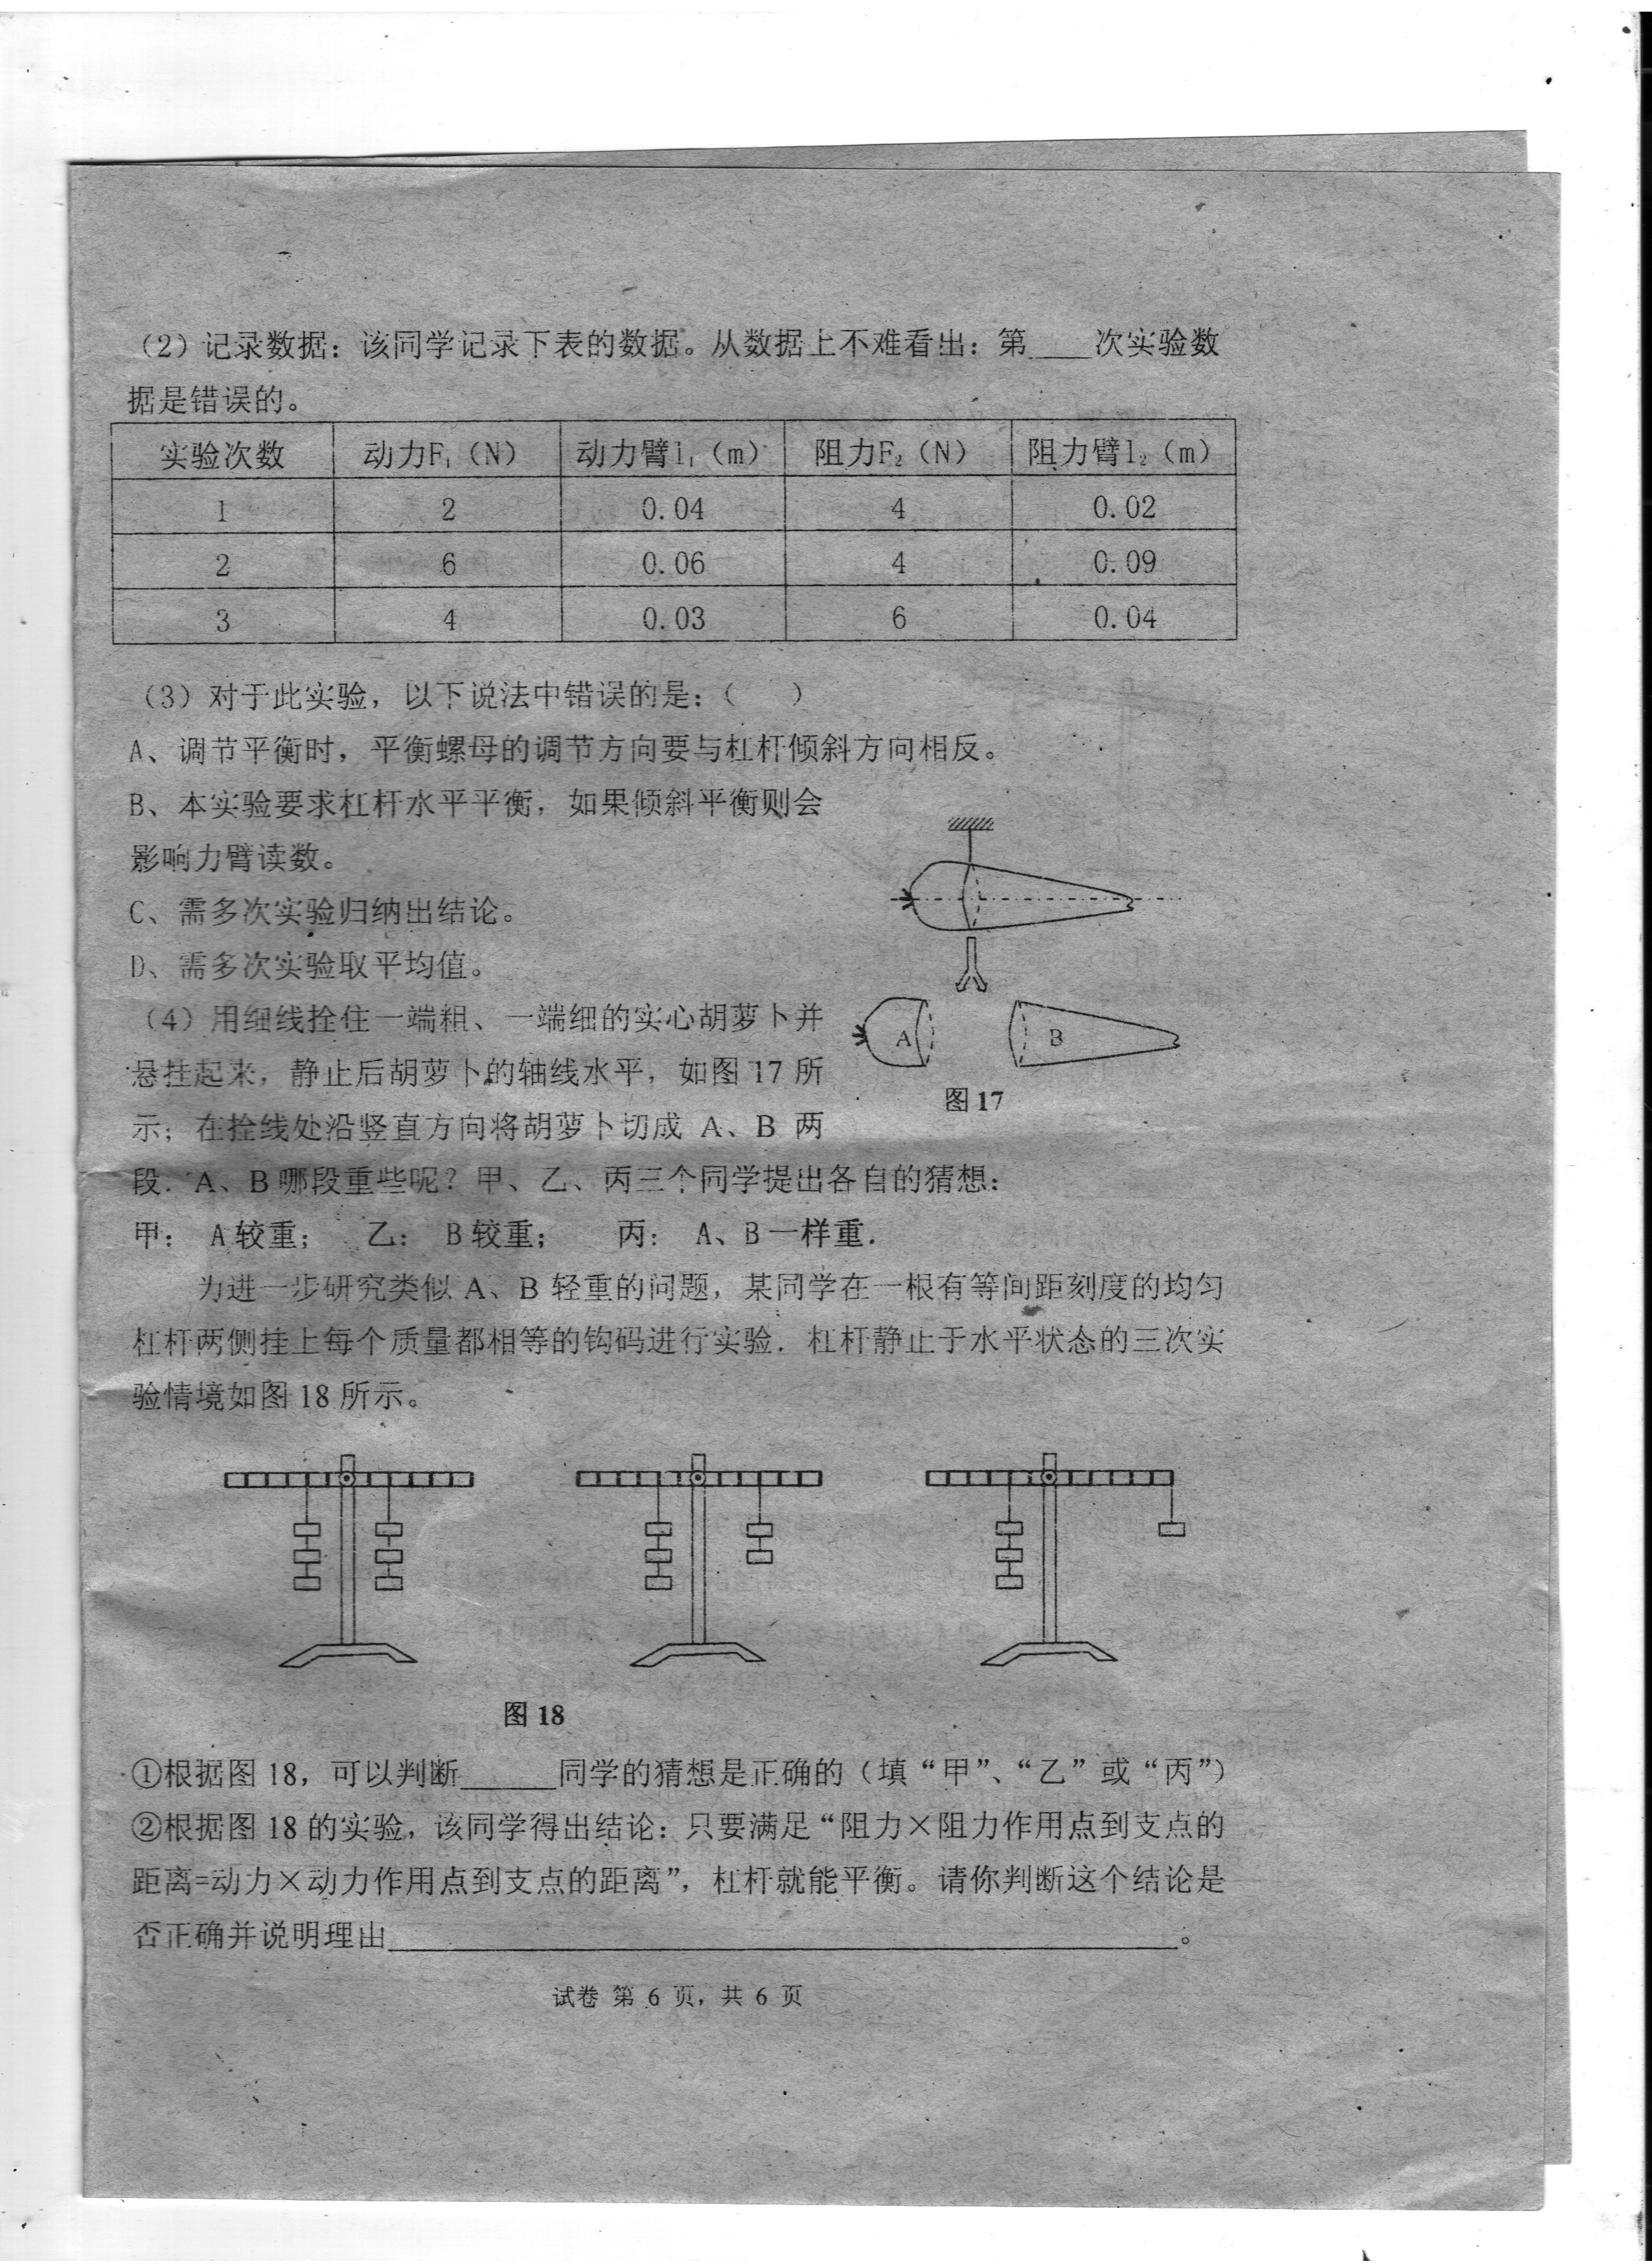 （2）记录数据：该同学记录下表的数据。从数据上不难看出：第____次实验数
据是错误的。
实验次数 动力F₁（N） 动力臂l₁（m） 阻力F₂（N） 阻力臂l₂（m）
1 2 0.04 4 0.02
2 6 0.06 4 0.09
3 4 0.03 6 0.04
（3）对于此实验，以下说法中错误的是：（　　）
A、调节平衡时，平衡螺母的调节方向要与杠杆倾斜方向相反。
B、本实验要求杠杆水平平衡，如果倾斜平衡则会
影响力臂读数。
C、需多次实验归纳出结论。
D、需多次实验取平均值。
（4）用细线拴住一端粗、一端细的实心胡萝卜并
悬挂起来，静止后胡萝卜的轴线水平，如图 17 所
示；在拴线处沿竖直方向将胡萝卜切成 A、B 两
A B
图 17
段．A、B 哪段重些呢？甲、乙、丙三个同学提出各自的猜想：
甲： A 较重； 乙： B 较重； 丙： A、B 一样重．
为进一步研究类似 A、B 轻重的问题，某同学在一根有等间距刻度的均匀
杠杆两侧挂上每个质量都相等的钩码进行实验．杠杆静止于水平状态的三次实
验情境如图 18 所示。
图 18
①根据图 18，可以判断______同学的猜想是正确的（填“甲”、“乙”或“丙”）
②根据图 18 的实验，该同学得出结论：只要满足“阻力×阻力作用点到支点的
距离=动力×动力作用点到支点的距离”，杠杆就能平衡。请你判断这个结论是
否正确并说明理由______________________________。
试卷 第 6 页，共 6 页